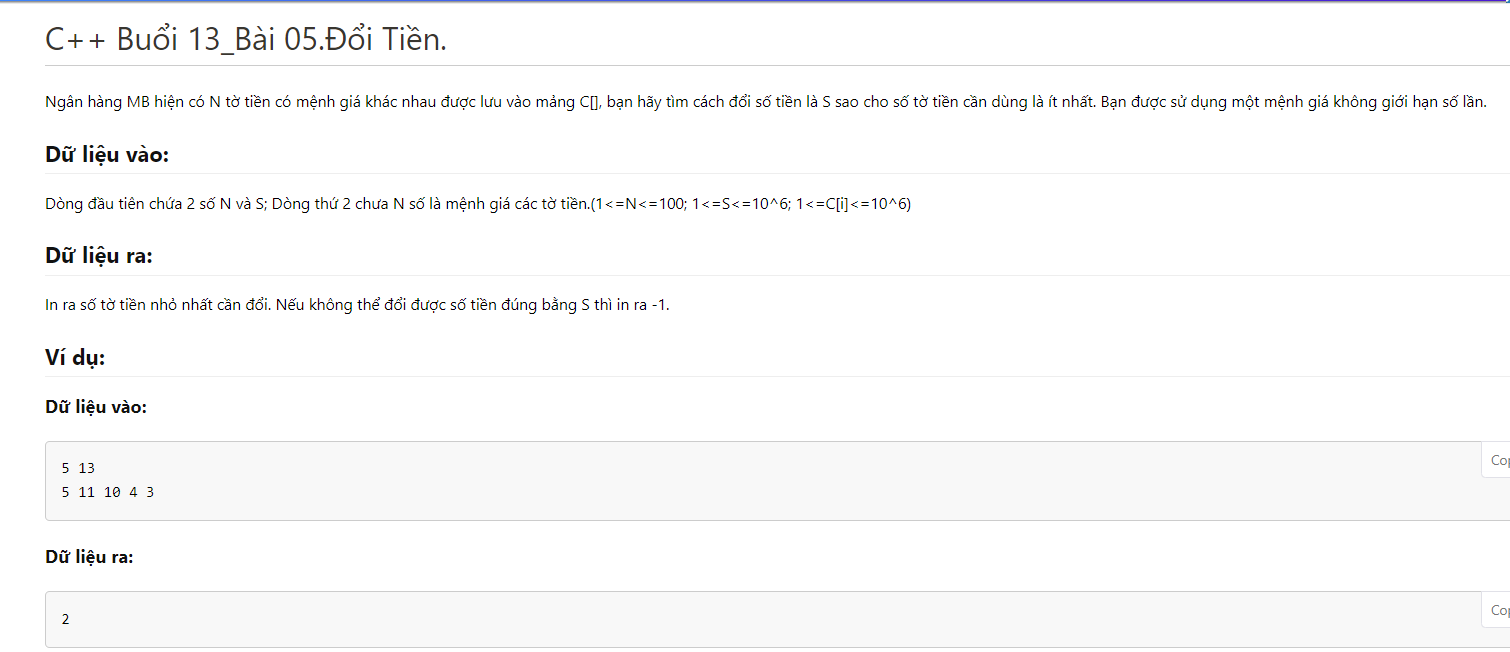 C++ Buổi 13_Bài 05.Đổi Tiền.
Ngân hàng MB hiện có N tờ tiền có mệnh giá khác nhau được lưu vào mảng C[], bạn hãy tìm cách đổi số tiền là S sao cho số tờ tiền cần dùng là ít nhất. Bạn được sử dụng một mệnh giá không giới hạn số lần.
Dữ liệu vào:
Dòng đầu tiên chứa 2 số N và S; Dòng thứ 2 chưa N số là mệnh giá các tờ tiền.(1<=N<=100; 1<=S<=10^6; 1<=C[i]<=10^6)
Dữ liệu ra:
In ra số tờ tiền nhỏ nhất cần đổi. Nếu không thể đổi được số tiền đúng bằng S thì in ra -1.
Ví dụ:
Dữ liệu vào:
5 13
5 11 10 4 3
Dữ liệu ra:
2